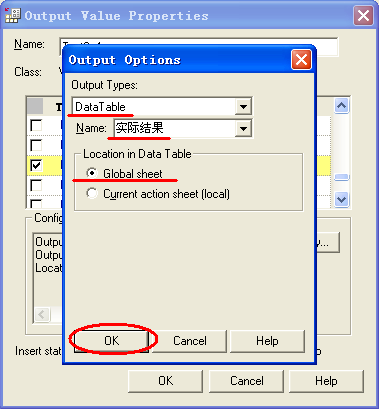 Output Value Properties
Name:
Class:
Output Options
Output Types:
DataTable
Name: 实际结果
Location in Data Table
Global sheet
Current action sheet (local)
OK Cancel Help
Config
Outpu
Outpu
Locat
Insert stat
OK Cancel Help